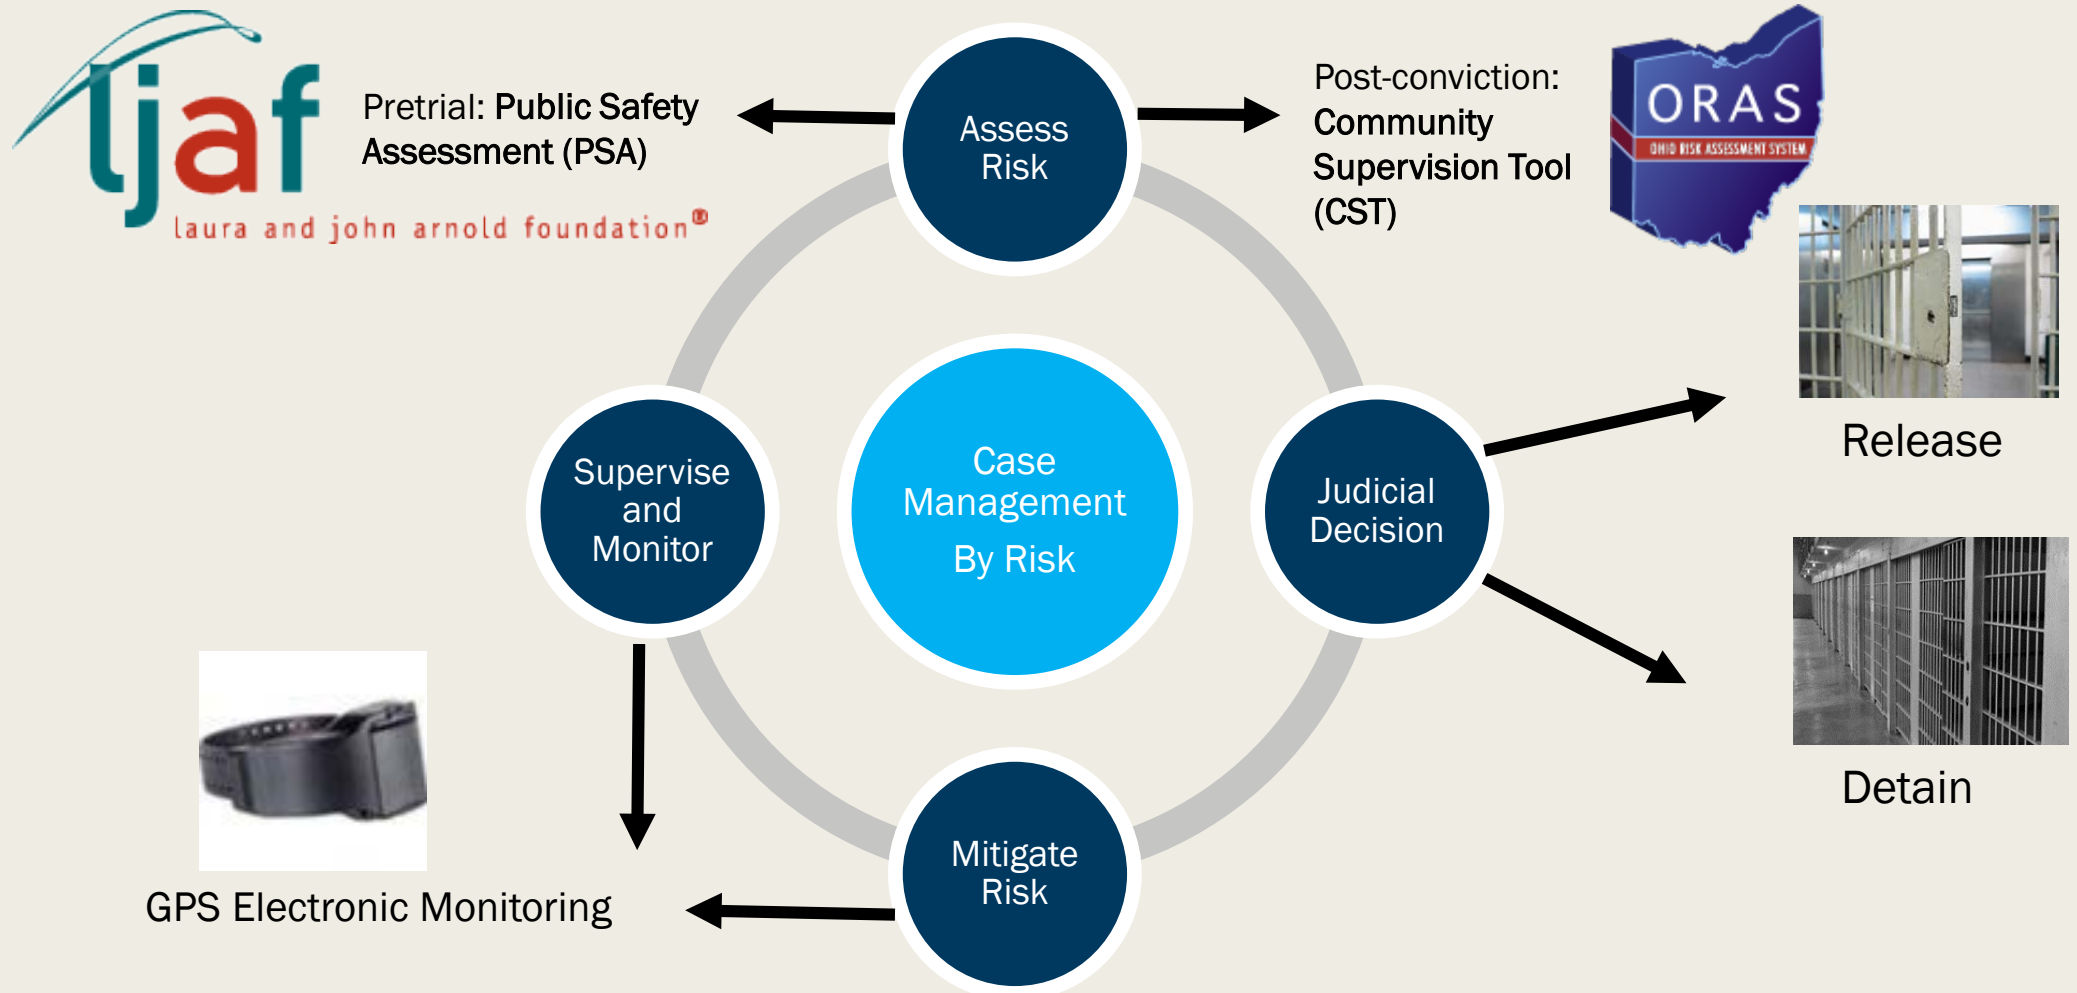 ljaf
laura and john arnold foundation®
Pretrial: Public Safety
Assessment (PSA)
Assess
Risk
Post-conviction:
Community
Supervision Tool
(CST)
ORAS
OHIO RISK ASSESSMENT SYSTEM
Release
Supervise
and
Monitor
Case
Management
By Risk
Judicial
Decision
Detain
Mitigate
Risk
GPS Electronic Monitoring